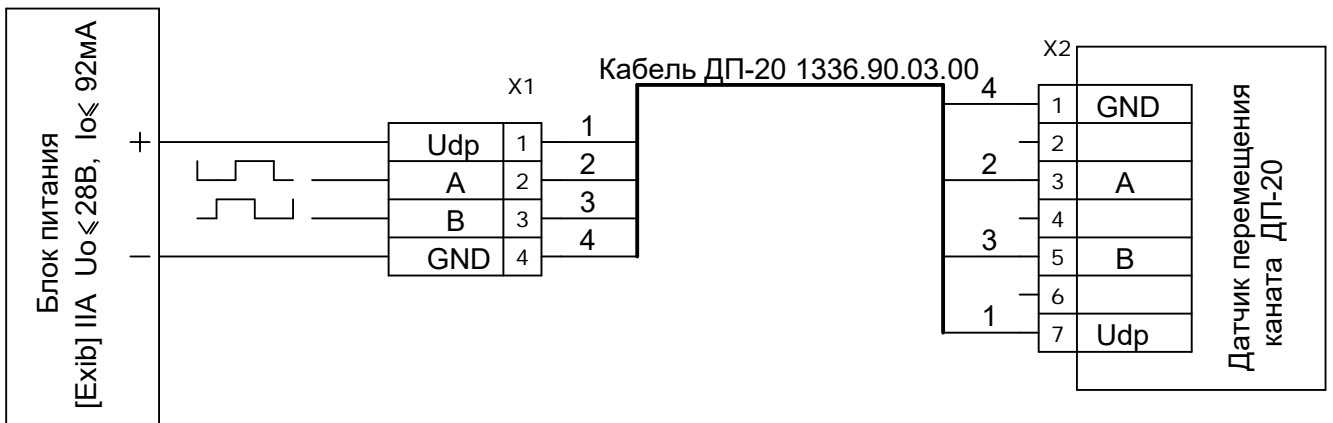 Блок питания
[Exib] IIA Uo⩽28В, Io⩽ 92мА
+
−
X1
Udp 1
A 2
B 3
GND 4
1
2
3
4
Кабель ДП-20 1336.90.03.00
4
2
3
1
X2
1 GND
2
3 A
4
5 B
6
7 Udp
Датчик перемещения
каната ДП-20